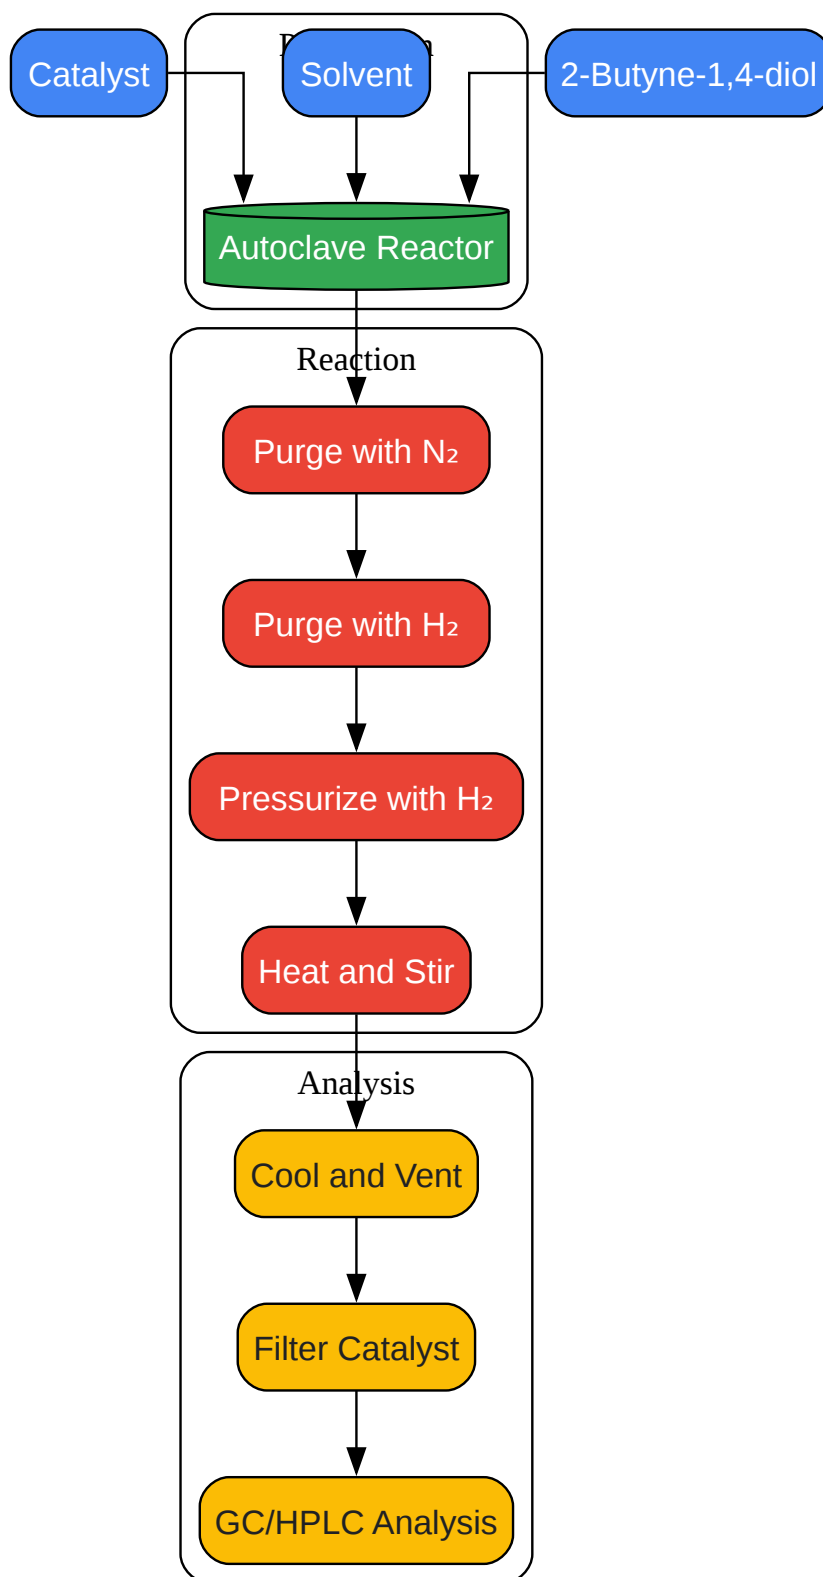 Catalyst
Solvent
2-Butyne-1,4-diol
Autoclave Reactor
Reaction
Purge with N₂
Purge with H₂
Pressurize with H₂
Heat and Stir
Analysis
Cool and Vent
Filter Catalyst
GC/HPLC Analysis